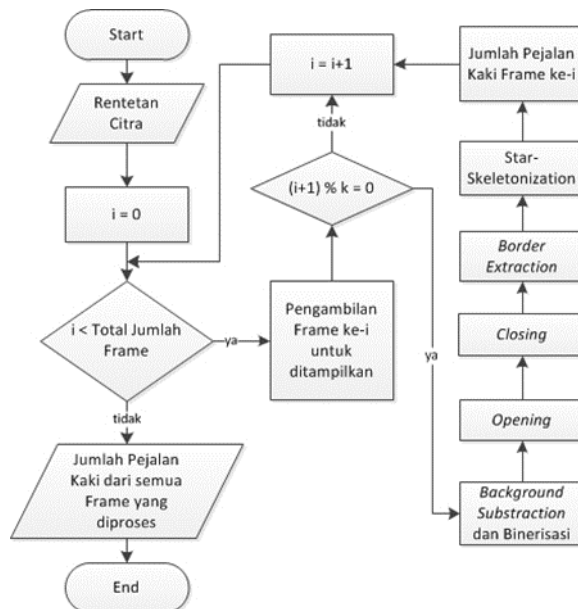 Start
Rentetan
Citra
i = 0
i < Total Jumlah
Frame
ya
tidak
Jumlah Pejalan
Kaki dari semua
Frame yang
diproses
End
Pengambilan
Frame ke-i
untuk
ditampilkan
(i+1) % k = 0
tidak
i = i+1
ya
Background
Substraction
dan Binerisasi
Opening
Closing
Border
Extraction
Star-
Skeletonization
Jumlah Pejalan
Kaki Frame ke-i